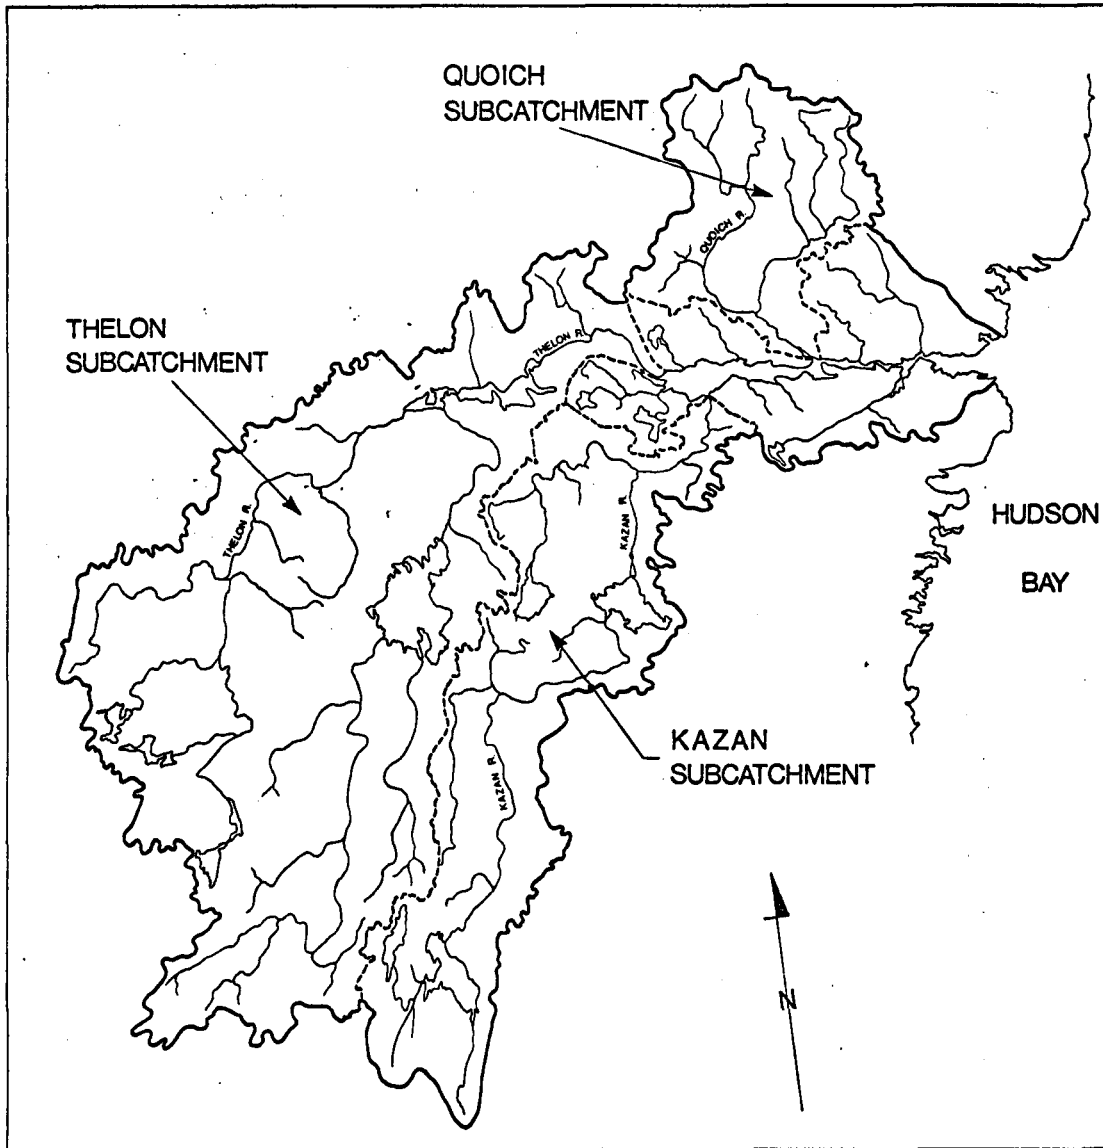 QUOICH
SUBCATCHMENT
QUOICH R.
THELON
SUBCATCHMENT
THELON R.
THELON R.
KAZAN R.
HUDSON
BAY
KAZAN
SUBCATCHMENT
KAZAN R.
N